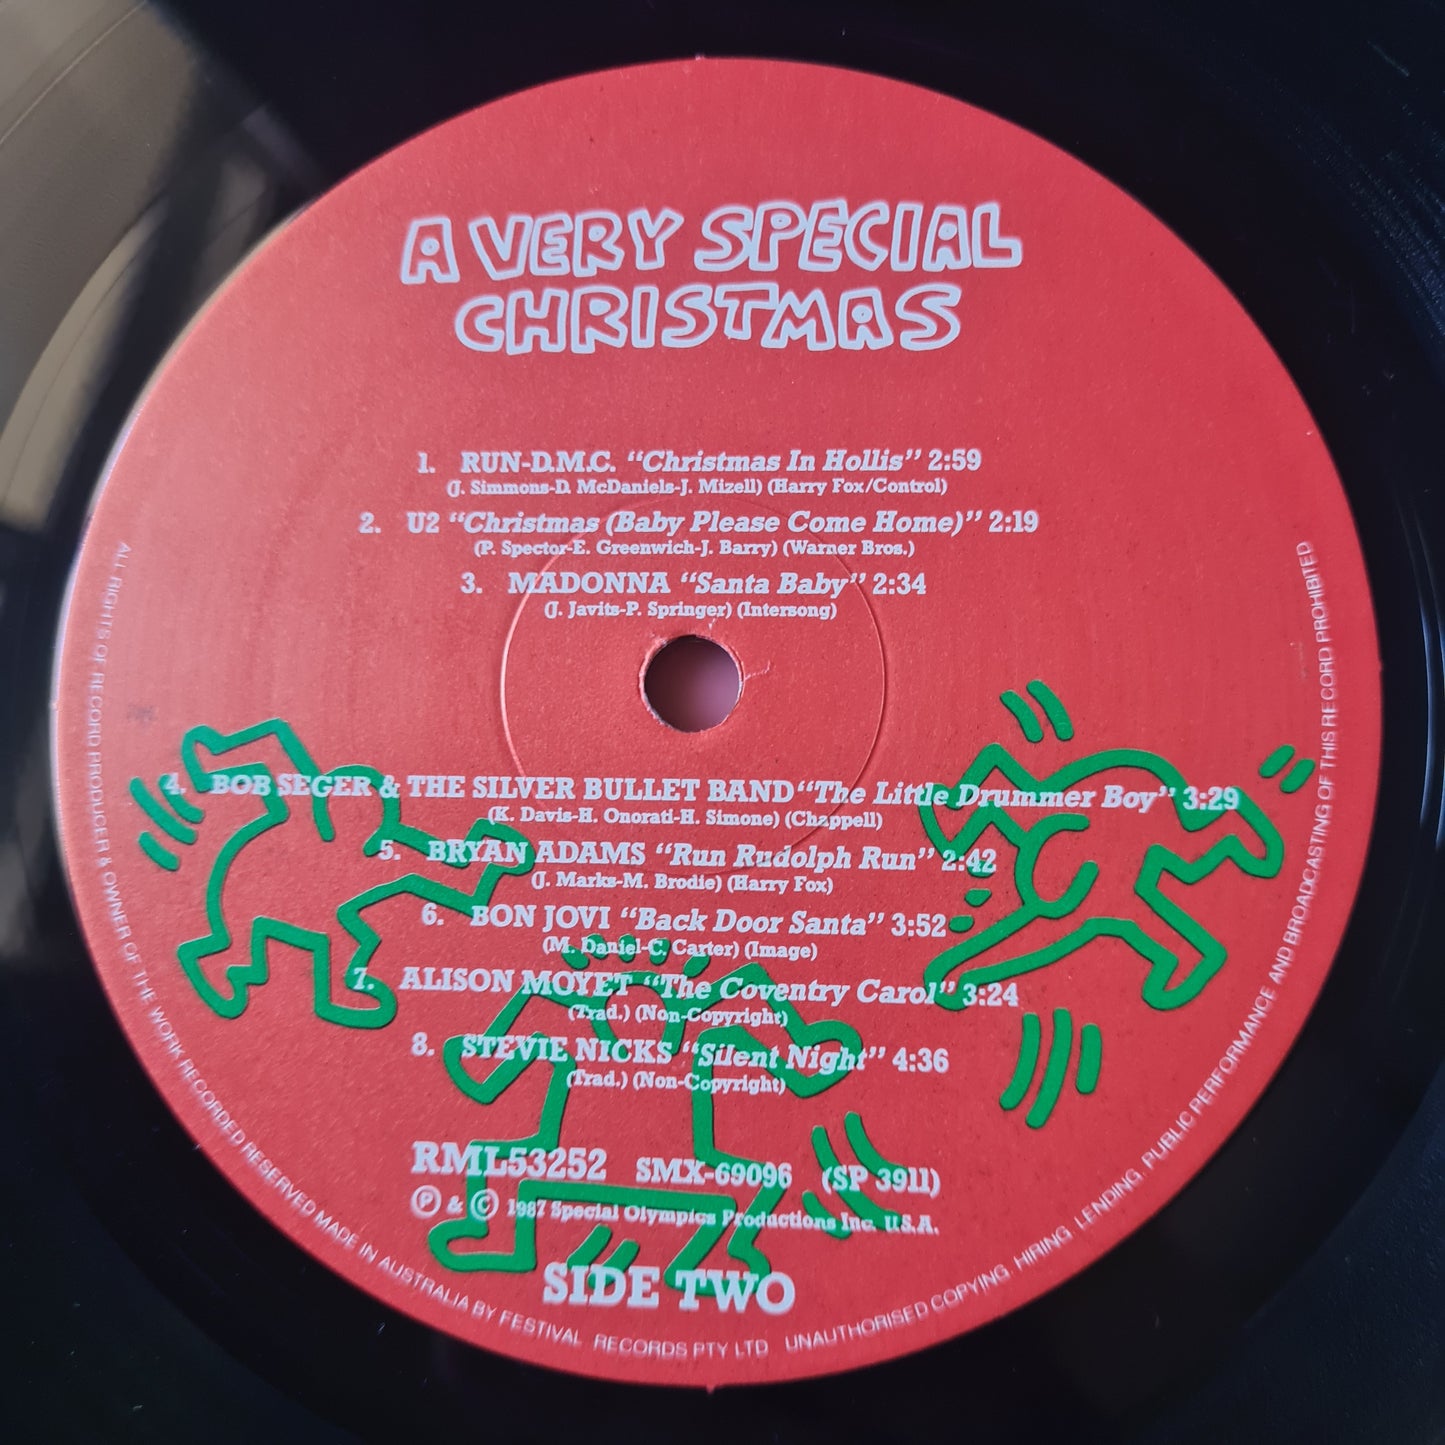 A VERY SPECIAL
CHRISTMAS
1. RUN-D.M.C. “Christmas In Hollis” 2:59
(J. Simmons-D. McDaniels-J. Mizell) (Harry Fox/Control)
2. U2 “Christmas (Baby Please Come Home)” 2:19
(P. Spector-E. Greenwich-J. Barry) (Warner Bros.)
3. MADONNA “Santa Baby” 2:34
(J. Javits-P. Springer) (Intersong)
4. BOB SEGER & THE SILVER BULLET BAND “The Little Drummer Boy” 3:29
(K. Davis-H. Onorati-H. Simone) (Chappell)
5. BRYAN ADAMS “Run Rudolph Run” 2:42
(J. Marks-M. Brodie) (Harry Fox)
6. BON JOVI “Back Door Santa” 3:52
(M. Daniel-C. Carter) (Image)
7. ALISON MOYET “The Coventry Carol” 3:24
(Trad.) (Non-Copyright)
8. STEVIE NICKS “Silent Night” 4:36
(Trad.) (Non-Copyright)
RML53252 SMX-69096 (SP 3911)
Ⓟ & © 1987 Special Olympics Productions Inc. U.S.A.
SIDE TWO
ALL RIGHTS OF RECORD PRODUCER & OWNER OF THE WORK RECORDED RESERVED MADE IN AUSTRALIA BY FESTIVAL RECORDS PTY LTD UNAUTHORISED COPYING, HIRING, LENDING, PUBLIC PERFORMANCE AND BROADCASTING OF THIS RECORD PROHIBITED